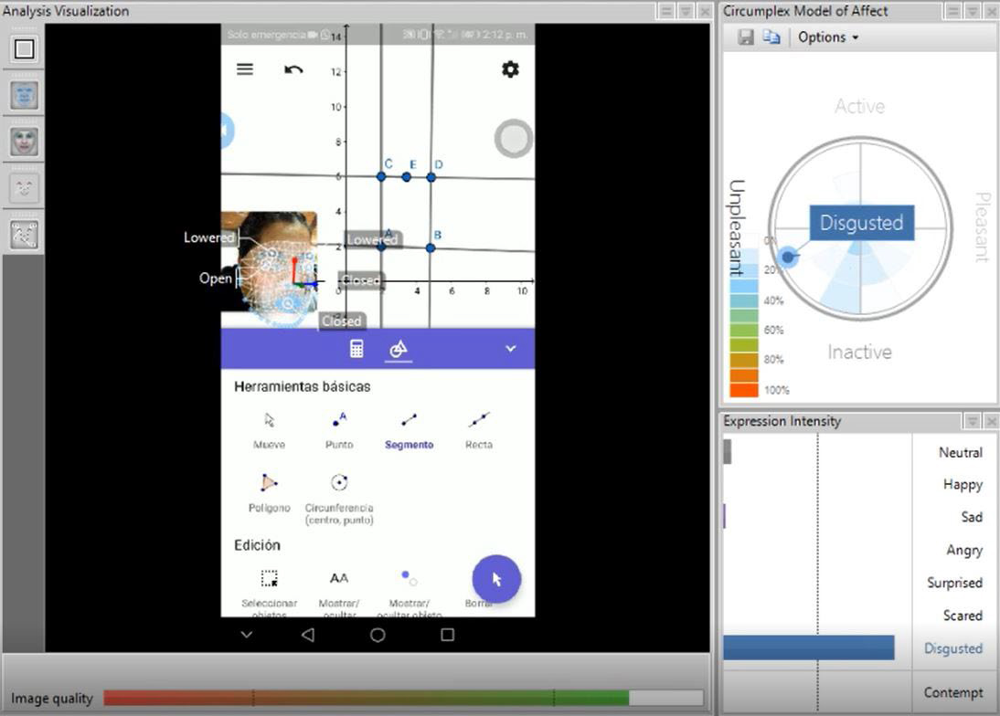 Analysis Visualization
Solo emergencia
2:12 p. m.
14
12
10
8
6
4
2
0
4
6
8
10
C
E
D
A
B
Lowered
Lowered
Open
Closed
Closed
Herramientas básicas
A
Mueve
Punto
Segmento
Recta
Polígono
Circunferencia
(centro, punto)
Edición
AA
Seleccionar
objetos
Mostrar/
ocultar
Mostrar/
ocultar objeto
Borra
Image quality
Circumplex Model of Affect
Options
Active
Unpleasant
Pleasant
Disgusted
Inactive
0%
20%
40%
60%
80%
100%
Expression Intensity
Neutral
Happy
Sad
Angry
Surprised
Scared
Disgusted
Contempt